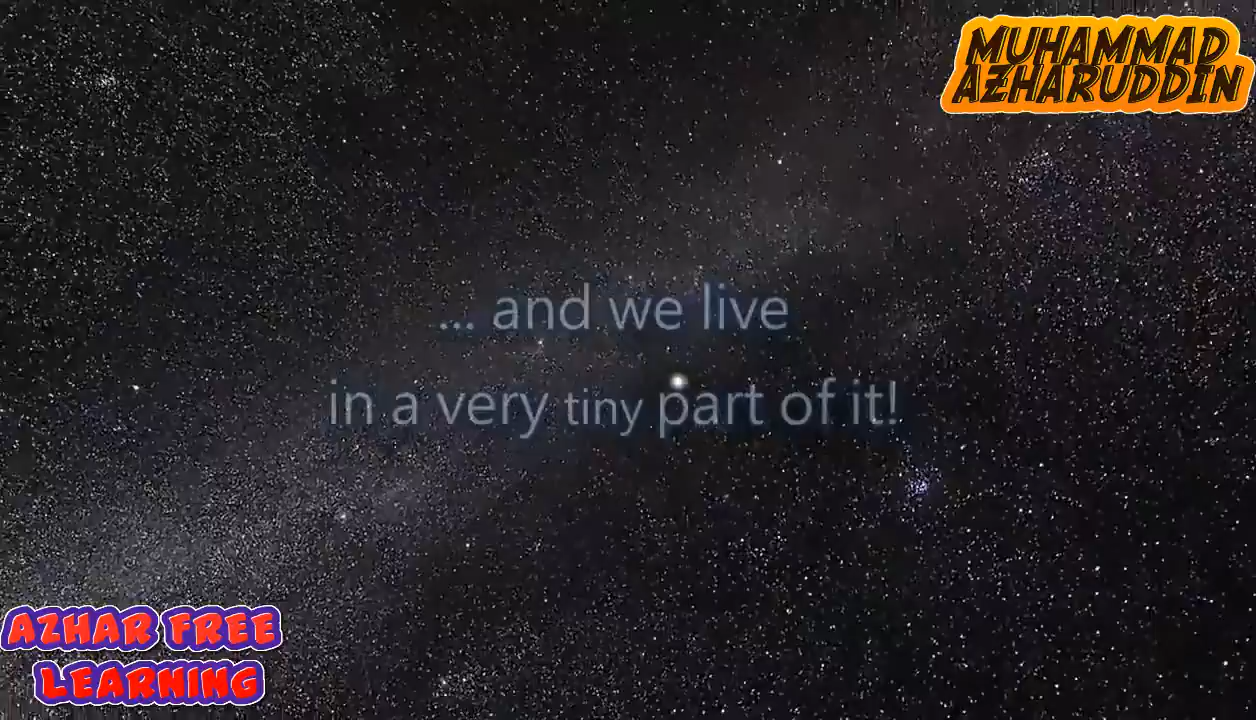 MUHAMMAD
AZHARUDDIN
... and we live
in a very tiny part of it!
AZHAR FREE
LEARNING